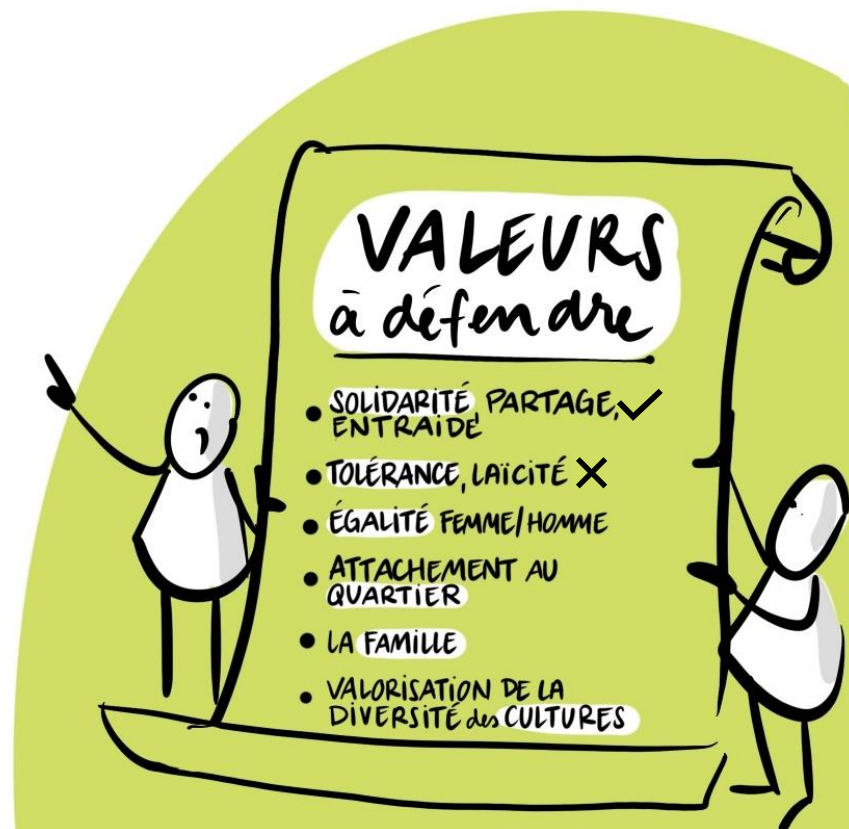 VALEURS
à défendre
• SOLIDARITÉ, PARTAGE, ✓
ENTRAIDE
• TOLÉRANCE, LAÏCITÉ ✕
• ÉGALITÉ FEMME/HOMME
• ATTACHEMENT AU
QUARTIER
• LA FAMILLE
• VALORISATION DE LA
DIVERSITÉ des CULTURES